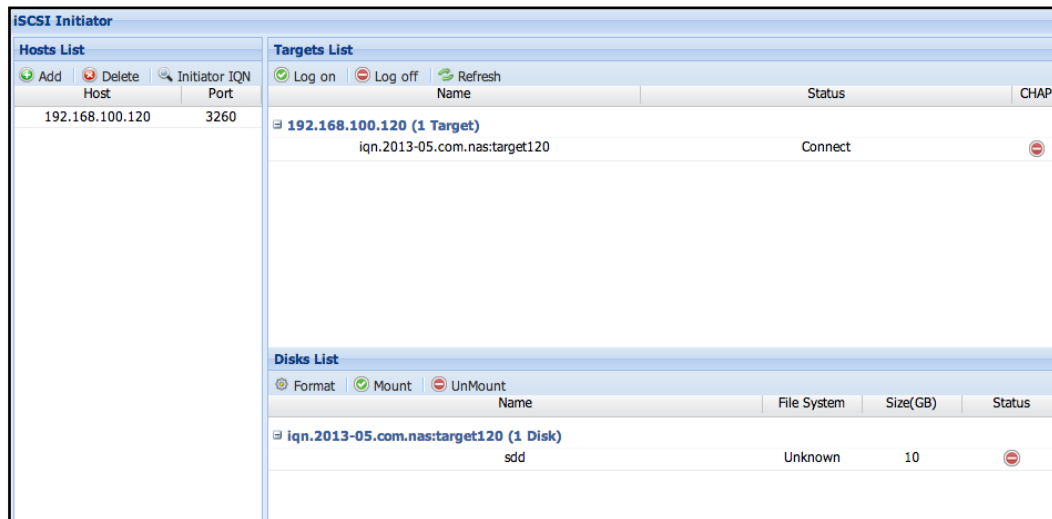 iSCSI Initiator
Hosts List
Add Delete Initiator IQN
Host Port
192.168.100.120 3260
Targets List
Log on Log off Refresh
Name Status CHAP
192.168.100.120 (1 Target)
iqn.2013-05.com.nas:target120 Connect
Disks List
Format Mount UnMount
Name File System Size(GB) Status
iqn.2013-05.com.nas:target120 (1 Disk)
sdd Unknown 10